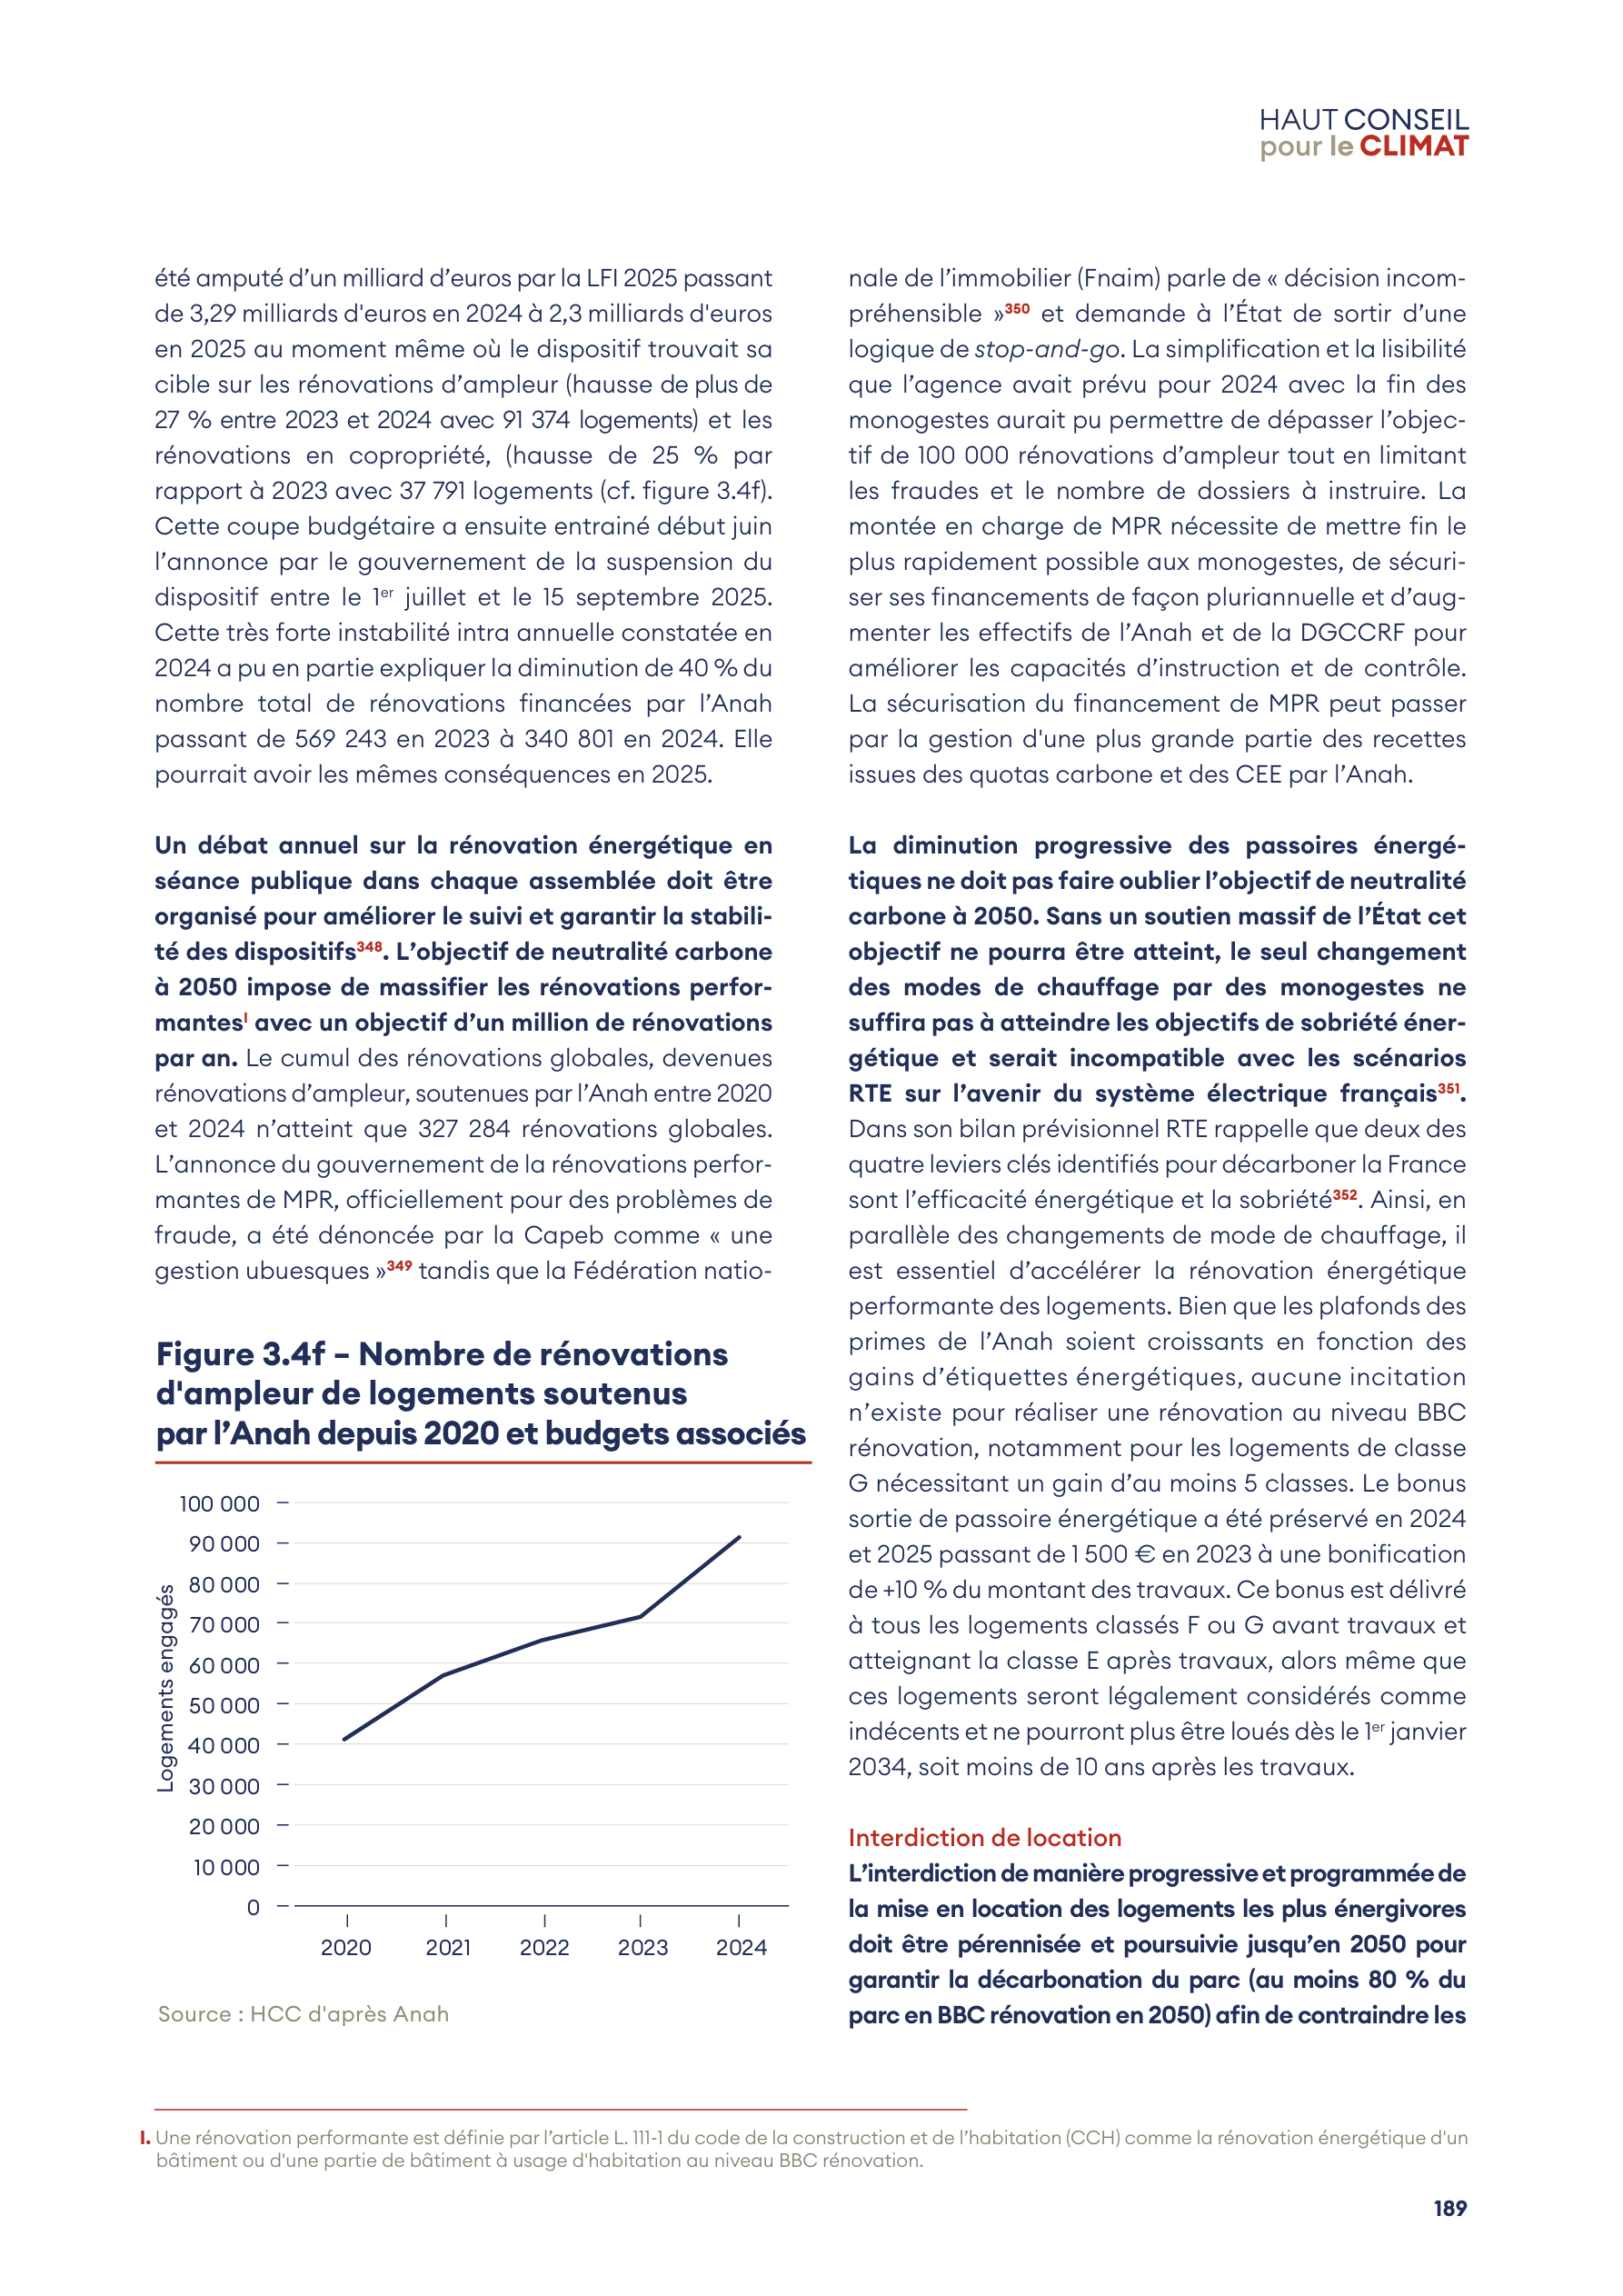 HAUT CONSEIL
pour le CLIMAT
été amputé d’un milliard d’euros par la LFI 2025 passant
de 3,29 milliards d'euros en 2024 à 2,3 milliards d'euros
en 2025 au moment même où le dispositif trouvait sa
cible sur les rénovations d’ampleur (hausse de plus de
27 % entre 2023 et 2024 avec 91 374 logements) et les
rénovations en copropriété, (hausse de 25 % par
rapport à 2023 avec 37 791 logements (cf. figure 3.4f).
Cette coupe budgétaire a ensuite entrainé début juin
l’annonce par le gouvernement de la suspension du
dispositif entre le 1er juillet et le 15 septembre 2025.
Cette très forte instabilité intra annuelle constatée en
2024 a pu en partie expliquer la diminution de 40 % du
nombre total de rénovations financées par l’Anah
passant de 569 243 en 2023 à 340 801 en 2024. Elle
pourrait avoir les mêmes conséquences en 2025.
Un débat annuel sur la rénovation énergétique en
séance publique dans chaque assemblée doit être
organisé pour améliorer le suivi et garantir la stabili-
té des dispositifs348. L’objectif de neutralité carbone
à 2050 impose de massifier les rénovations perfor-
mantesI avec un objectif d’un million de rénovations
par an. Le cumul des rénovations globales, devenues
rénovations d’ampleur, soutenues par l’Anah entre 2020
et 2024 n’atteint que 327 284 rénovations globales.
L’annonce du gouvernement de la rénovations perfor-
mantes de MPR, officiellement pour des problèmes de
fraude, a été dénoncée par la Capeb comme « une
gestion ubuesques »349 tandis que la Fédération natio-
Figure 3.4f – Nombre de rénovations
d'ampleur de logements soutenus
par l’Anah depuis 2020 et budgets associés
Logements engagés
100 000
90 000
80 000
70 000
60 000
50 000
40 000
30 000
20 000
10 000
0
2020 2021 2022 2023 2024
Source : HCC d'après Anah
nale de l’immobilier (Fnaim) parle de « décision incom-
préhensible »350 et demande à l’État de sortir d’une
logique de stop-and-go. La simplification et la lisibilité
que l’agence avait prévu pour 2024 avec la fin des
monogestes aurait pu permettre de dépasser l’objec-
tif de 100 000 rénovations d’ampleur tout en limitant
les fraudes et le nombre de dossiers à instruire. La
montée en charge de MPR nécessite de mettre fin le
plus rapidement possible aux monogestes, de sécuri-
ser ses financements de façon pluriannuelle et d’aug-
menter les effectifs de l’Anah et de la DGCCRF pour
améliorer les capacités d’instruction et de contrôle.
La sécurisation du financement de MPR peut passer
par la gestion d'une plus grande partie des recettes
issues des quotas carbone et des CEE par l’Anah.
La diminution progressive des passoires énergé-
tiques ne doit pas faire oublier l’objectif de neutralité
carbone à 2050. Sans un soutien massif de l’État cet
objectif ne pourra être atteint, le seul changement
des modes de chauffage par des monogestes ne
suffira pas à atteindre les objectifs de sobriété éner-
gétique et serait incompatible avec les scénarios
RTE sur l’avenir du système électrique français351.
Dans son bilan prévisionnel RTE rappelle que deux des
quatre leviers clés identifiés pour décarboner la France
sont l’efficacité énergétique et la sobriété352. Ainsi, en
parallèle des changements de mode de chauffage, il
est essentiel d’accélérer la rénovation énergétique
performante des logements. Bien que les plafonds des
primes de l’Anah soient croissants en fonction des
gains d’étiquettes énergétiques, aucune incitation
n’existe pour réaliser une rénovation au niveau BBC
rénovation, notamment pour les logements de classe
G nécessitant un gain d’au moins 5 classes. Le bonus
sortie de passoire énergétique a été préservé en 2024
et 2025 passant de 1 500 € en 2023 à une bonification
de +10 % du montant des travaux. Ce bonus est délivré
à tous les logements classés F ou G avant travaux et
atteignant la classe E après travaux, alors même que
ces logements seront légalement considérés comme
indécents et ne pourront plus être loués dès le 1er janvier
2034, soit moins de 10 ans après les travaux.
Interdiction de location
L’interdiction de manière progressive et programmée de
la mise en location des logements les plus énergivores
doit être pérennisée et poursuivie jusqu’en 2050 pour
garantir la décarbonation du parc (au moins 80 % du
parc en BBC rénovation en 2050) afin de contraindre les
I. Une rénovation performante est définie par l’article L. 111-1 du code de la construction et de l’habitation (CCH) comme la rénovation énergétique d'un
bâtiment ou d'une partie de bâtiment à usage d'habitation au niveau BBC rénovation.
189